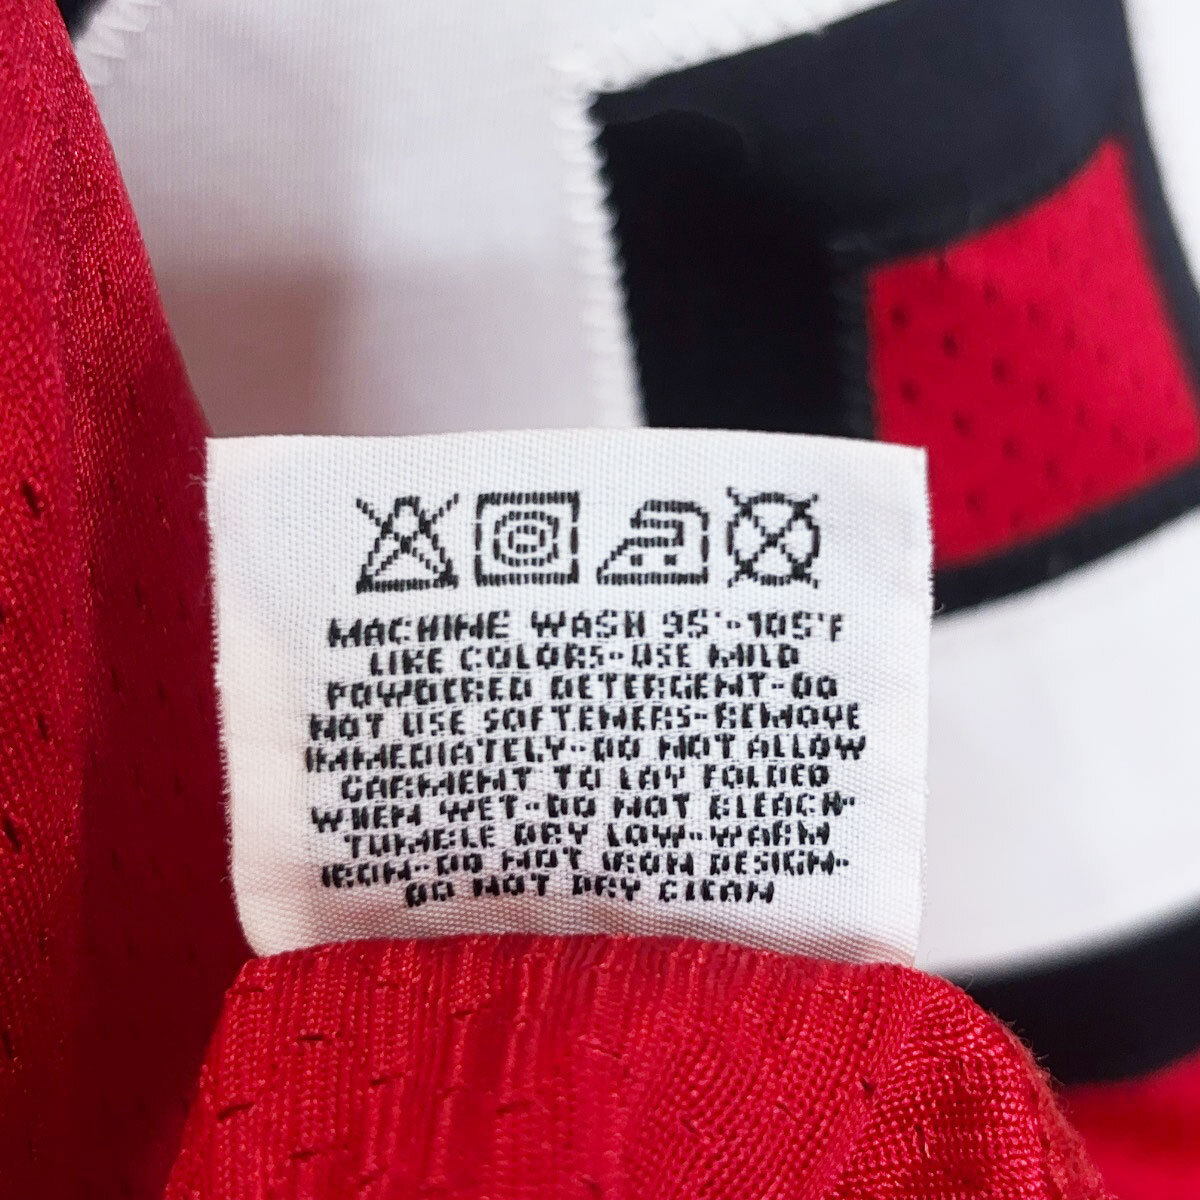 MACHINE WASH 95°-105°F
LIKE COLORS-USE MILD
POWDERED DETERGENT-DO
NOT USE SOFTENERS-REMOVE
IMMEDIATELY-DO NOT ALLOW
GARMENT TO LAY FOLDED
WHEN WET-DO NOT BLEACH-
TUMBLE DRY LOW-WARM
IRON-DO NOT IRON DESIGN-
DO NOT DRY CLEAN